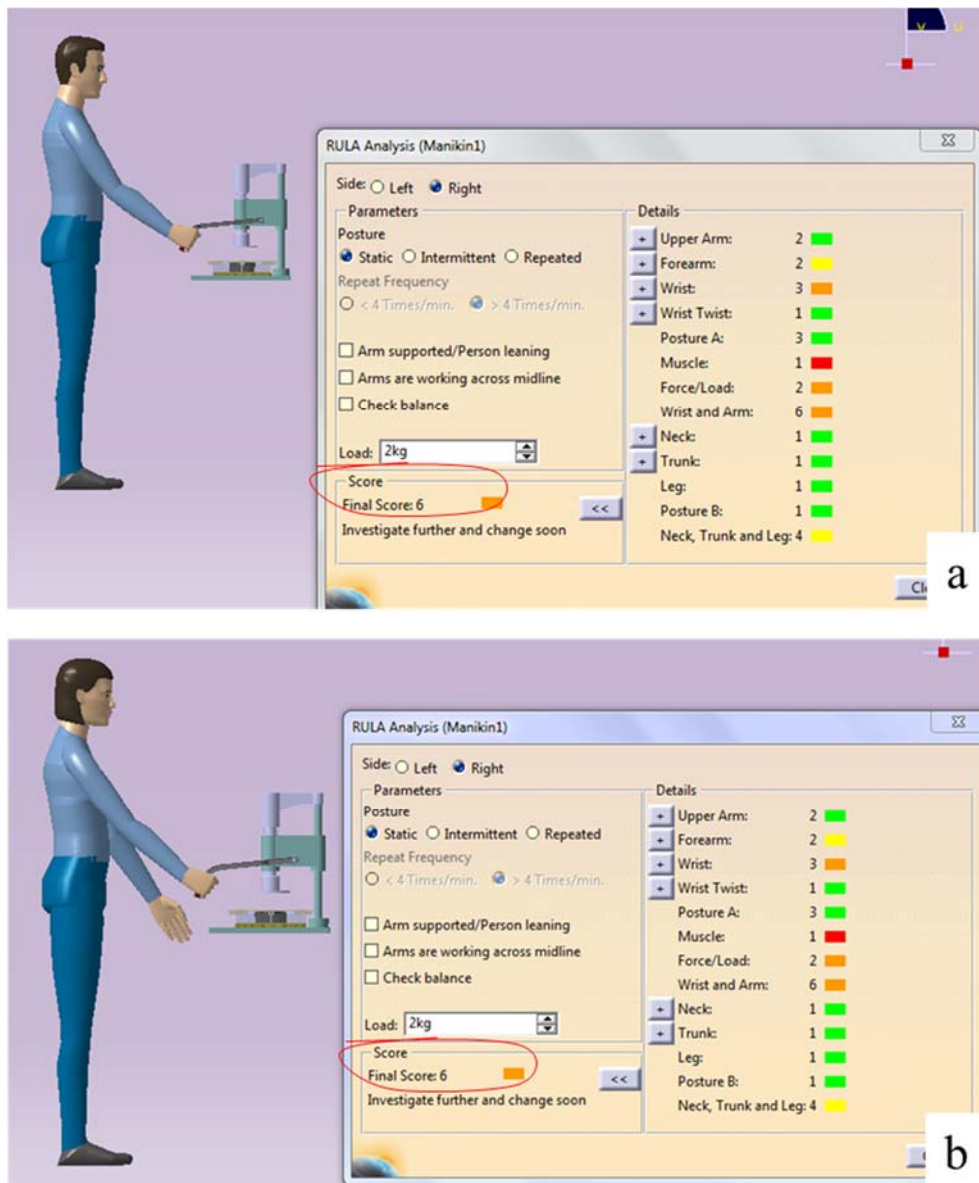 RULA Analysis (Manikin1)
Side: Left Right
Parameters
Posture
Static Intermittent Repeated
Repeat Frequency
< 4 Times/min. > 4 Times/min.
Arm supported/Person leaning
Arms are working across midline
Check balance
Load: 2kg
Score
Final Score: 6
<<
Investigate further and change soon
Details
+ Upper Arm: 2
+ Forearm: 2
+ Wrist: 3
+ Wrist Twist: 1
Posture A: 3
Muscle: 1
Force/Load: 2
Wrist and Arm: 6
+ Neck: 1
+ Trunk: 1
Leg: 1
Posture B: 1
Neck, Trunk and Leg: 4
a
RULA Analysis (Manikin1)
Side: Left Right
Parameters
Posture
Static Intermittent Repeated
Repeat Frequency
< 4 Times/min. > 4 Times/min.
Arm supported/Person leaning
Arms are working across midline
Check balance
Load: 2kg
Score
Final Score: 6
<<
Investigate further and change soon
Details
+ Upper Arm: 2
+ Forearm: 2
+ Wrist: 3
+ Wrist Twist: 1
Posture A: 3
Muscle: 1
Force/Load: 2
Wrist and Arm: 6
+ Neck: 1
+ Trunk: 1
Leg: 1
Posture B: 1
Neck, Trunk and Leg: 4
b